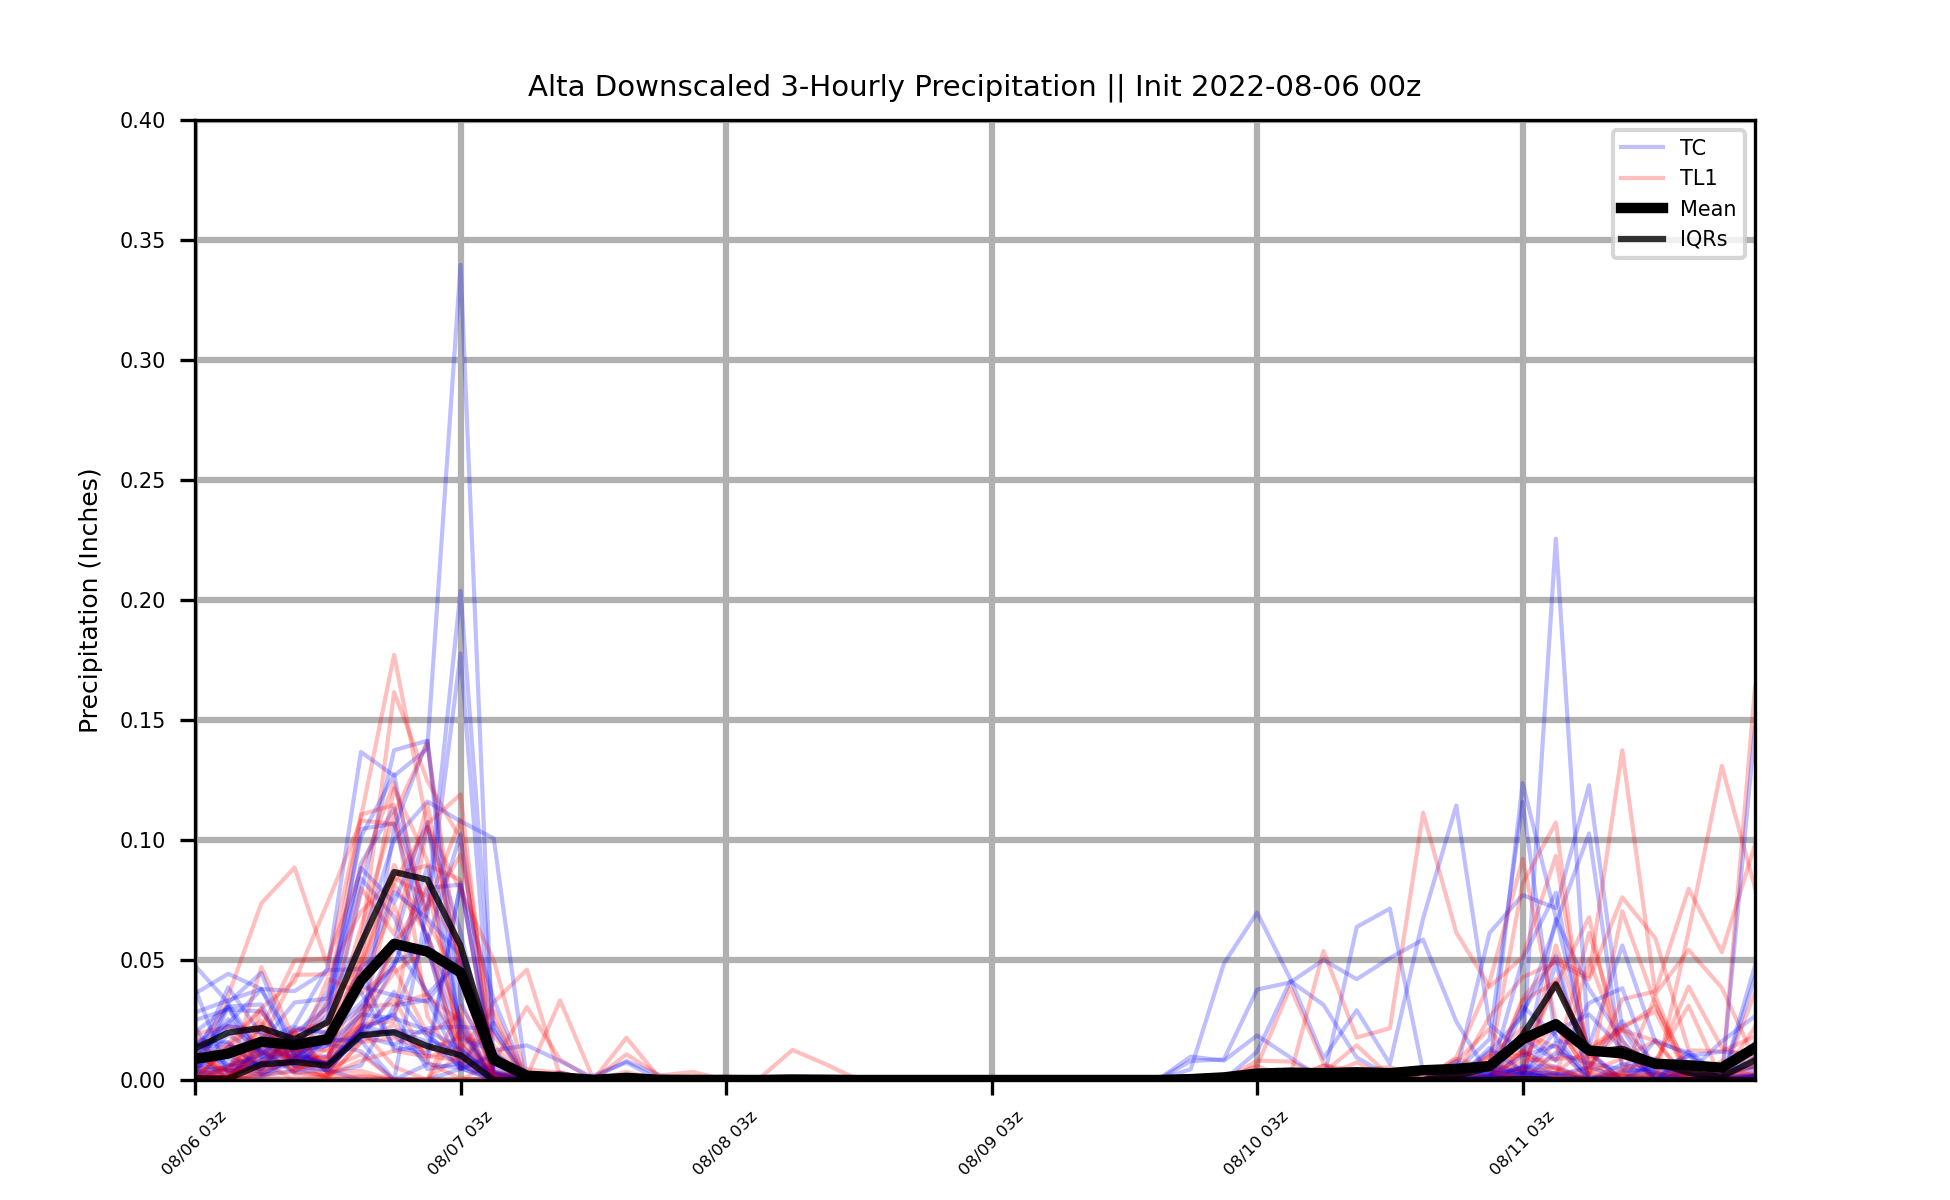 Alta Downscaled 3-Hourly Precipitation || Init 2022-08-06 00z
TC
TL1
Mean
IQRs
Precipitation (Inches)
0.40
0.35
0.30
0.25
0.20
0.15
0.10
0.05
0.00
08/06 03z
08/07 03z
08/08 03z
08/09 03z
08/10 03z
08/11 03z